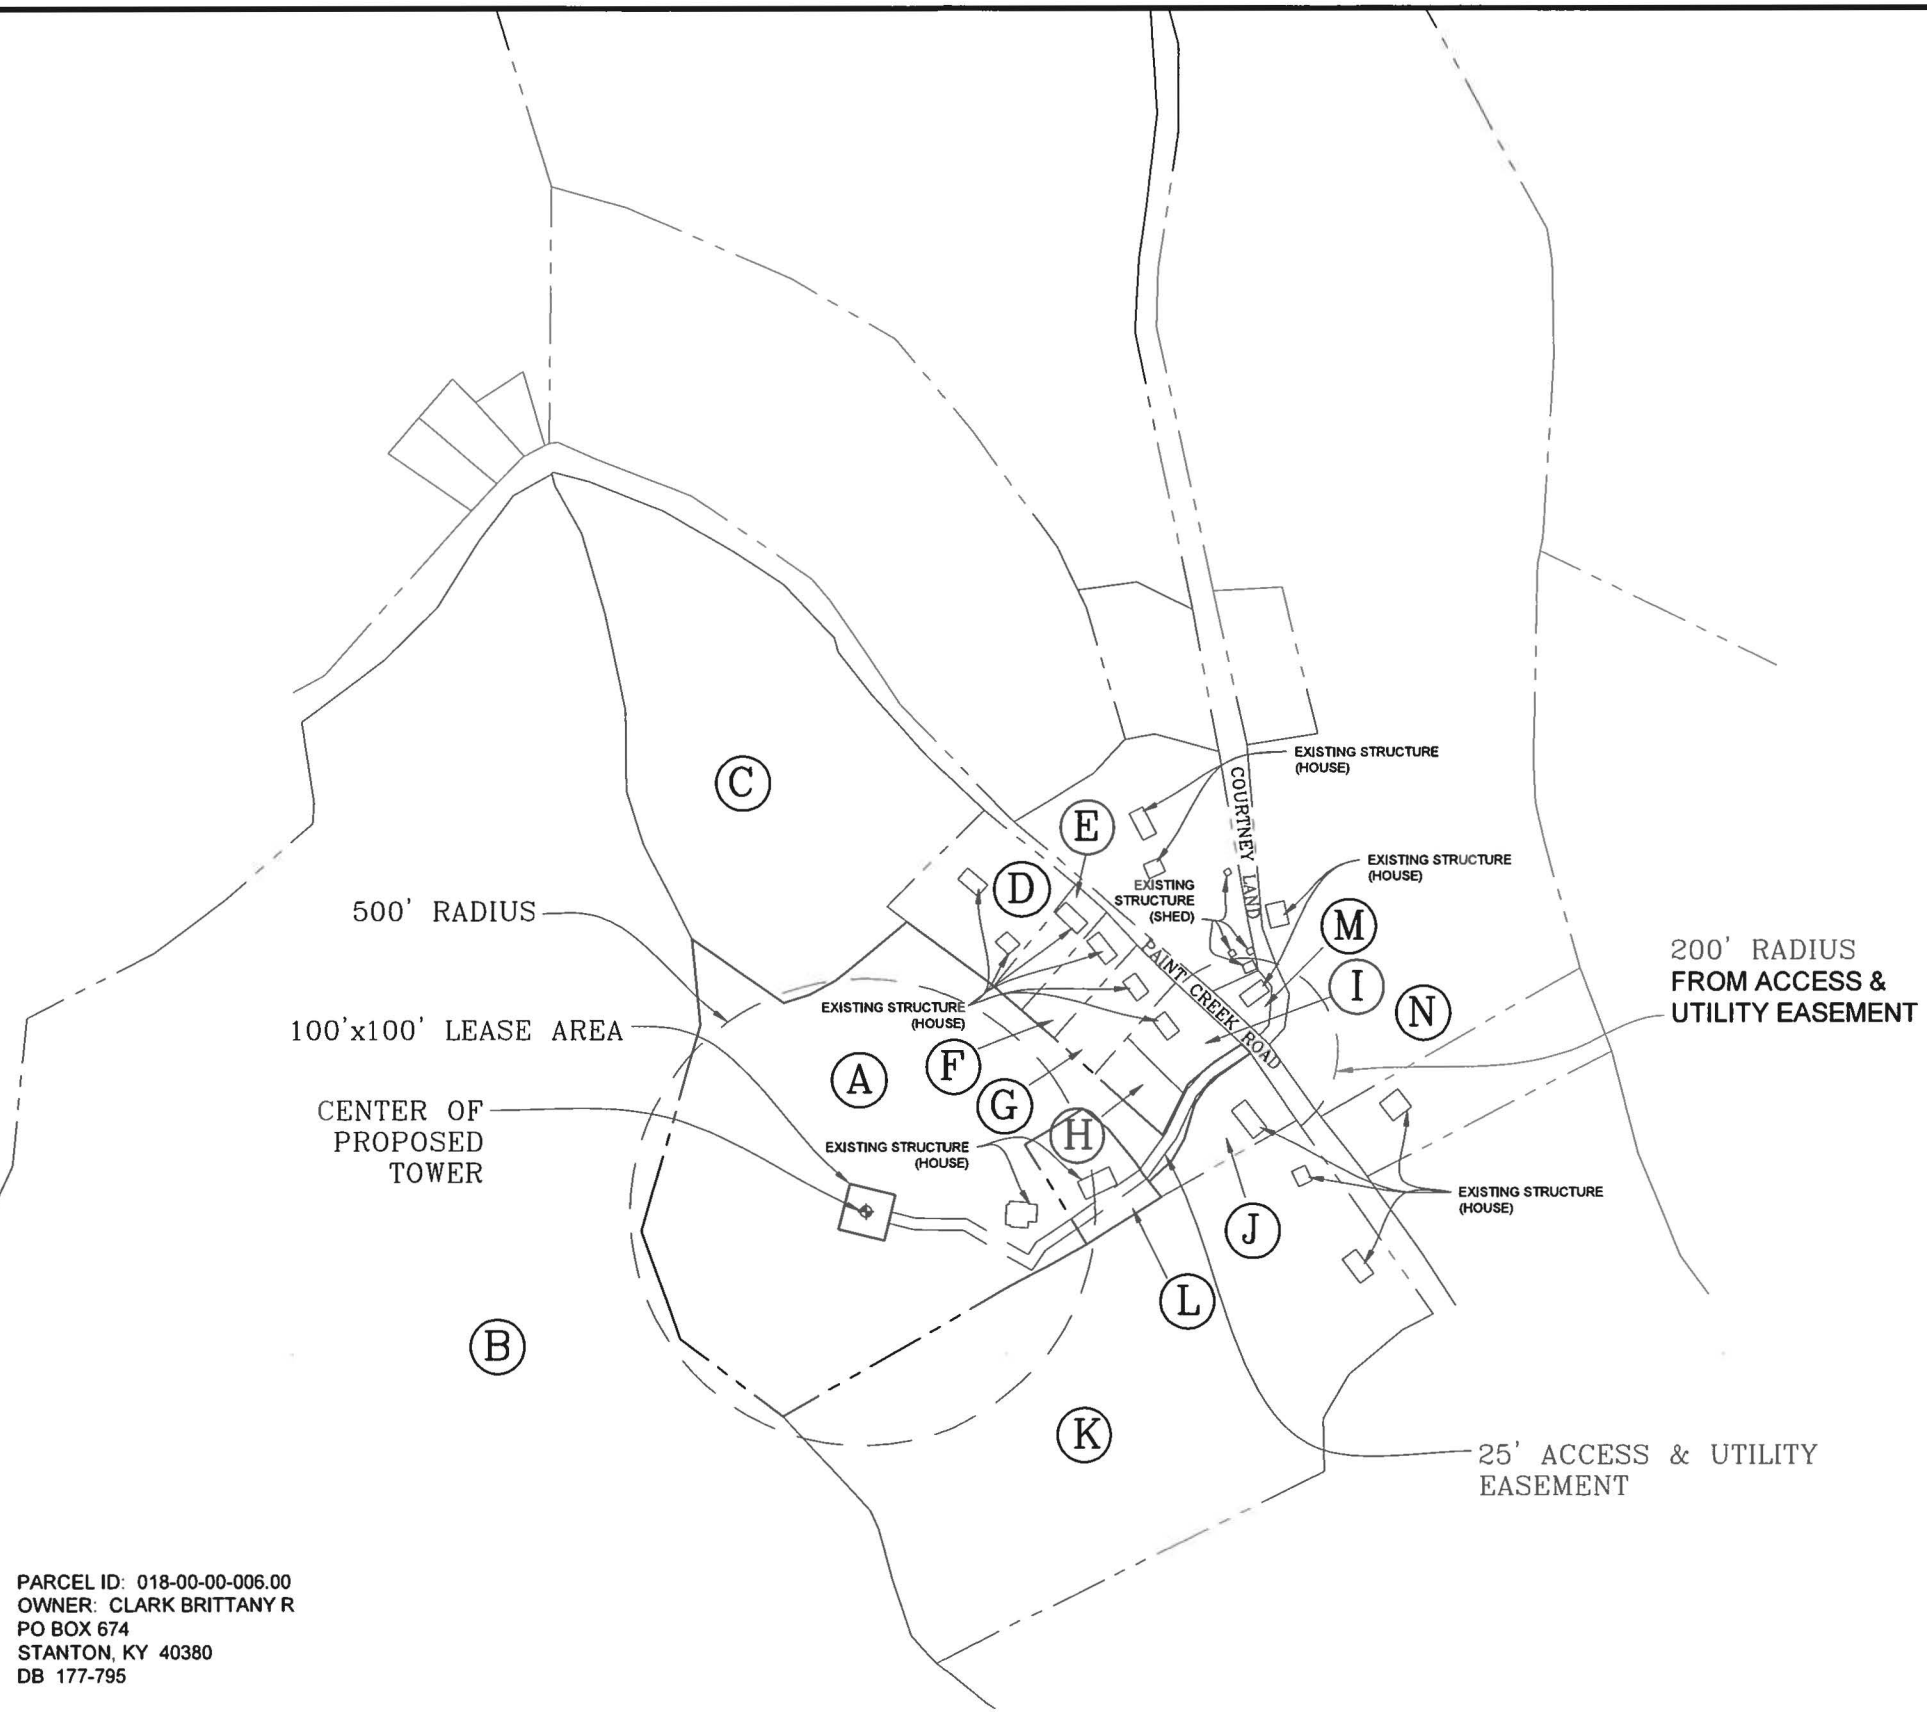 C
EXISTING STRUCTURE
(HOUSE)
COURTNEY LAND
E
EXISTING STRUCTURE
(HOUSE)
D
EXISTING
STRUCTURE
(SHED)
500' RADIUS
M
PAINT CREEK ROAD
200' RADIUS
FROM ACCESS &
UTILITY EASEMENT
I
N
EXISTING STRUCTURE
(HOUSE)
100'x100' LEASE AREA
A
F
G
CENTER OF
PROPOSED
TOWER
H
EXISTING STRUCTURE
(HOUSE)
EXISTING STRUCTURE
(HOUSE)
J
L
B
K
25' ACCESS & UTILITY
EASEMENT
PARCEL ID: 018-00-00-006.00
OWNER: CLARK BRITTANY R
PO BOX 674
STANTON, KY 40380
DB 177-795